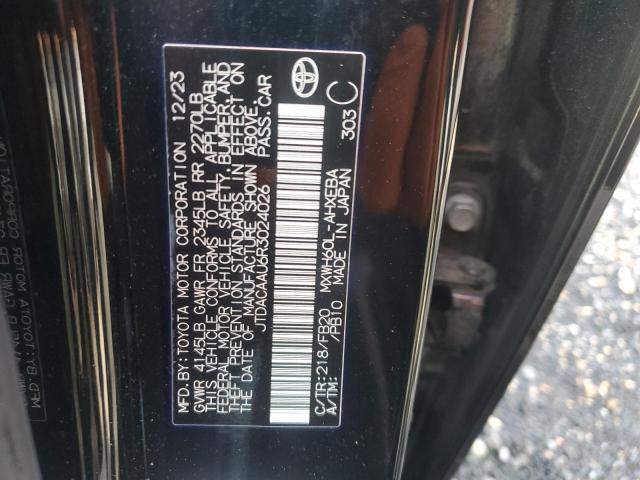 MFD.BY:TOYOTA MOTOR CORPORATION 12/23
GVWR 4145LB GAWR FR 2345LB RR 2270LB
THIS VEHICLE CONFORMS TO ALL APPLICABLE
FEDERAL MOTOR VEHICLE SAFETY, BUMPER, AND
THEFT PREVENTION STANDARDS IN EFFECT ON
THE DATE OF MANUFACTURE SHOWN ABOVE.
JTDACAAU6R3024026 PASS.CAR
C/TR:218/FB20 MXWH60L-AHXEBA
A/TM: /PB10 MADE IN JAPAN
303
C